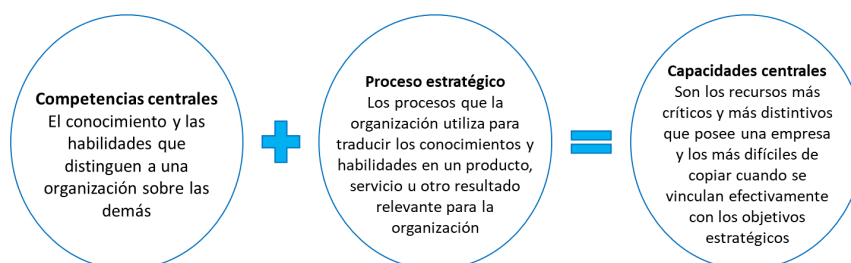 Competencias centrales
El conocimiento y las
habilidades que
distinguen a una
organización sobre las
demás
Proceso estratégico
Los procesos que la
organización utiliza para
traducir los conocimientos y
habilidades en un producto,
servicio u otro resultado
relevante para la
organización
Capacidades centrales
Son los recursos más
críticos y más distintivos
que posee una empresa
y los más difíciles de
copiar cuando se
vinculan efectivamente
con los objetivos
estratégicos